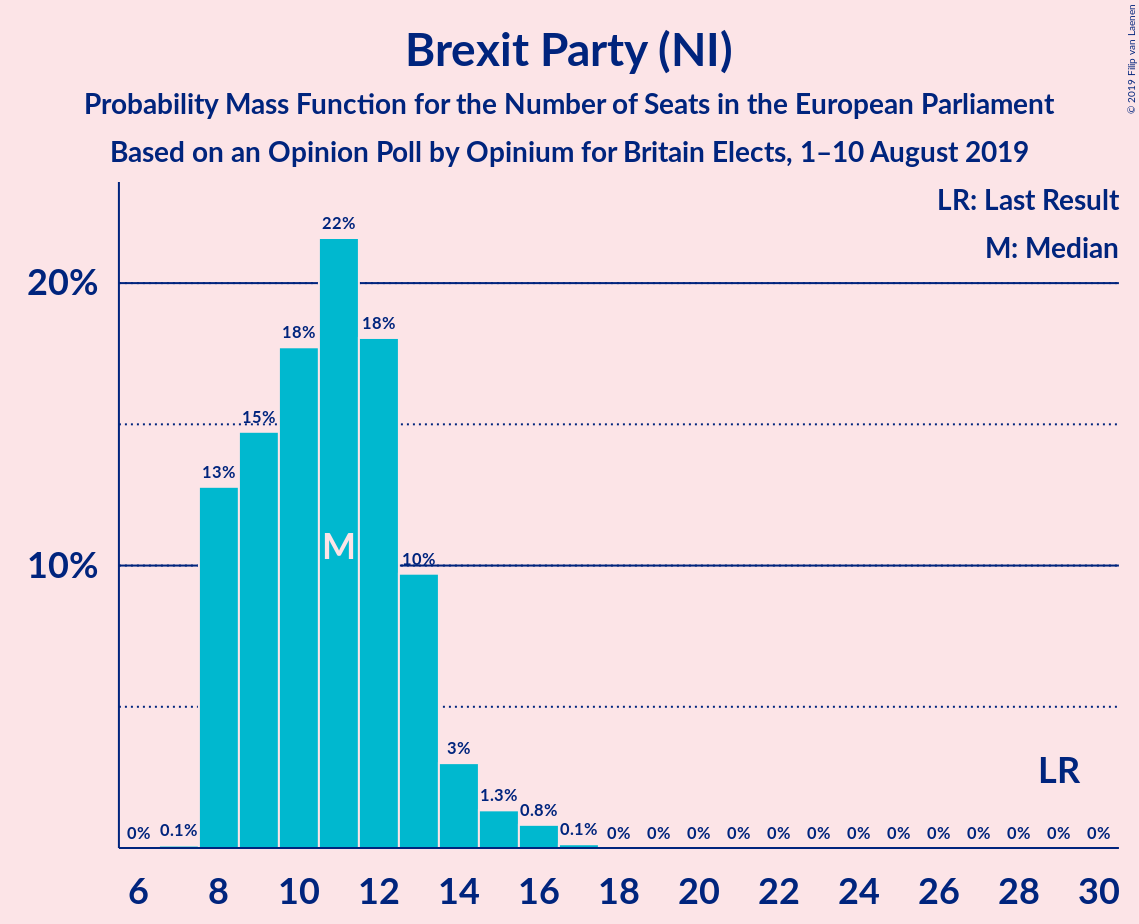 Brexit Party (NI)
Probability Mass Function for the Number of Seats in the European Parliament
Based on an Opinion Poll by Opinium for Britain Elects, 1–10 August 2019
© 2019 Filip van Laenen
LR: Last Result
M: Median
20%
10%
0% 0.1% 13% 15% 18% 22% 18% 10% 3% 1.3% 0.8% 0.1% 0% 0% 0% 0% 0% 0% 0% 0% 0% 0% 0% 0% 0%
M
LR
6 8 10 12 14 16 18 20 22 24 26 28 30